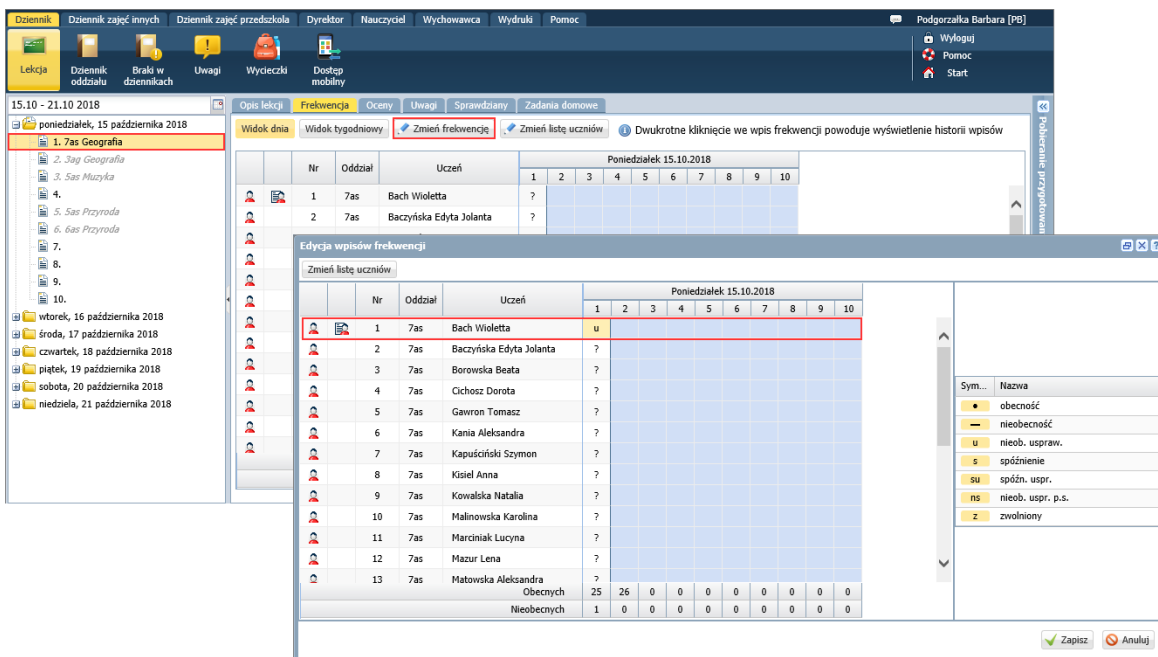 Dziennik Dziennik zajęć innych Dziennik zajęć przedszkola Dyrektor Nauczyciel Wychowawca Wydruki Pomoc Podgorzałka Barbara [PB]
Lekcja Dziennik oddziału Braki w dziennikach Uwagi Wycieczki Dostęp mobilny
Wyloguj
Pomoc
Start
15.10 - 21.10 2018
poniedziałek, 15 października 2018
1. 7as Geografia
2. 3ag Geografia
3. 5as Muzyka
4.
5. 5as Przyroda
6. 6as Przyroda
7.
8.
9.
10.
wtorek, 16 października 2018
środa, 17 października 2018
czwartek, 18 października 2018
piątek, 19 października 2018
sobota, 20 października 2018
niedziela, 21 października 2018
Opis lekcji Frekwencja Oceny Uwagi Sprawdziany Zadania domowe
Widok dnia Widok tygodniowy Zmień frekwencję Zmień listę uczniów Dwukrotne kliknięcie we wpis frekwencji powoduje wyświetlenie historii wpisów
Nr Oddział Uczeń Poniedziałek 15.10.2018
1 2 3 4 5 6 7 8 9 10
1 7as Bach Wioletta ?
2 7as Baczyńska Edyta Jolanta ?
Pobieranie
Edycja wpisów frekwencji
Zmień listę uczniów
Nr Oddział Uczeń Poniedziałek 15.10.2018
1 2 3 4 5 6 7 8 9 10
1 7as Bach Wioletta u
2 7as Baczyńska Edyta Jolanta ?
3 7as Borowska Beata ?
4 7as Cichosz Dorota ?
5 7as Gawron Tomasz ?
6 7as Kania Aleksandra ?
7 7as Kapuściński Szymon ?
8 7as Kisiel Anna ?
9 7as Kowalska Natalia ?
10 7as Malinowska Karolina ?
11 7as Marciniak Lucyna ?
12 7as Mazur Lena ?
13 7as Matowska Aleksandra ?
Obecnych 25 26 0 0 0 0 0 0 0 0
Nieobecnych 1 0 0 0 0 0 0 0 0 0
Sym... Nazwa
● obecność
— nieobecność
u nieob. uspraw.
s spóźnienie
su spóźn. uspr.
ns nieob. uspr. p.s.
z zwolniony
Zapisz Anuluj